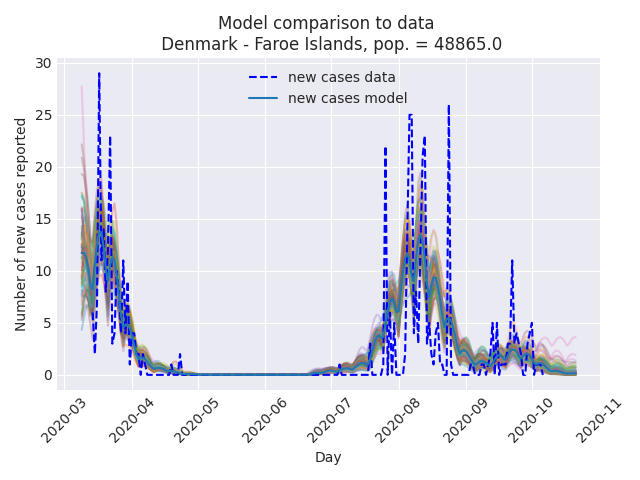 Model comparison to data
Denmark - Faroe Islands, pop. = 48865.0
new cases data
new cases model
Number of new cases reported
30
25
20
15
10
5
0
2020-03
2020-04
2020-05
2020-06
2020-07
2020-08
2020-09
2020-10
2020-11
Day